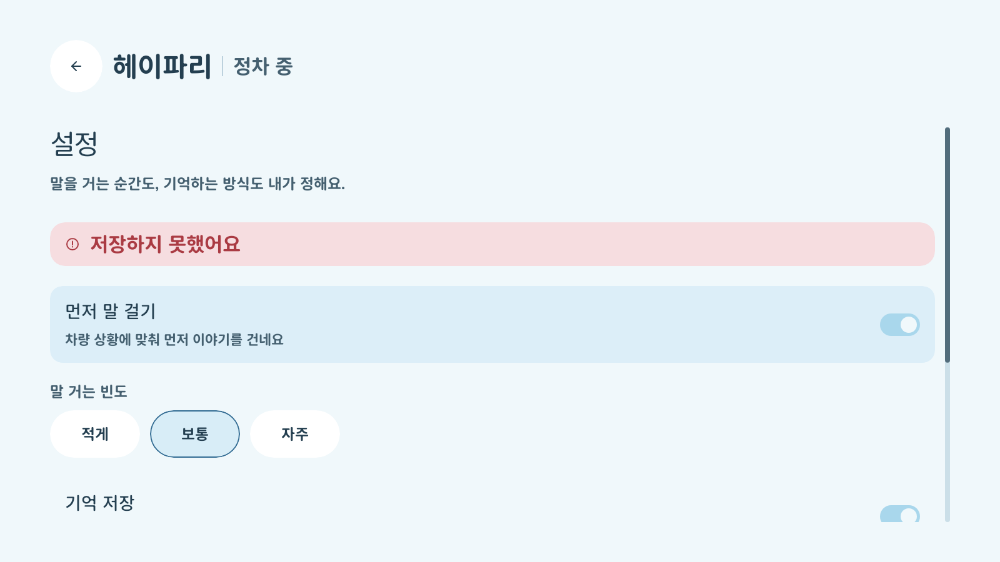 헤이파리 정차 중
설정
말을 거는 순간도, 기억하는 방식도 내가 정해요.
저장하지 못했어요
먼저 말 걸기
차량 상황에 맞춰 먼저 이야기를 건네요
말 거는 빈도
적게 보통 자주
기억 저장